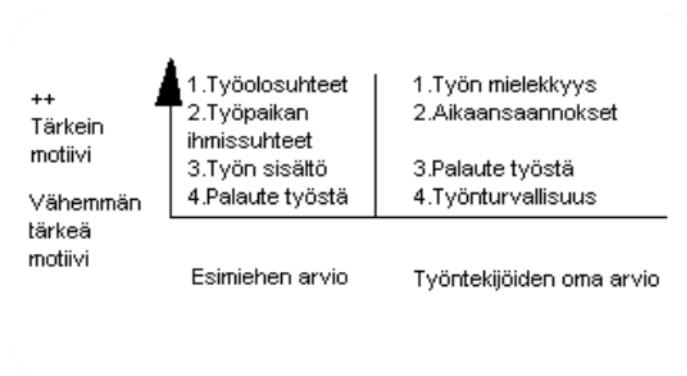 ++
Tärkein
motiivi
Vähemmän
tärkeä
motiivi
1.Työolosuhteet
2.Työpaikan
ihmissuhteet
3.Työn sisältö
4.Palaute työstä
1.Työn mielekkyys
2.Aikaansaannokset
3.Palaute työstä
4.Työnturvallisuus
Esimiehen arvio
Työntekijöiden oma arvio